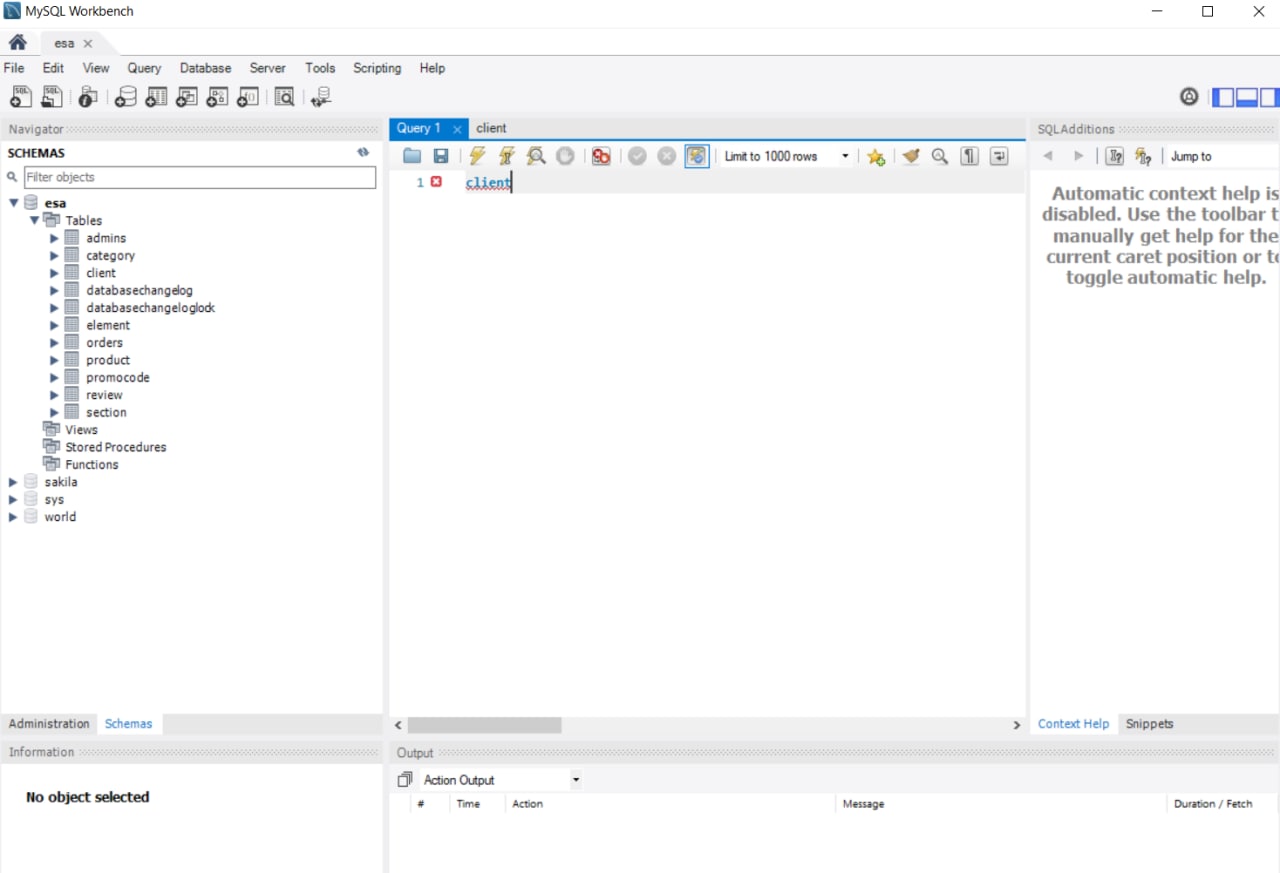 MySQL Workbench
esa
File Edit View Query Database Server Tools Scripting Help
Navigator
SCHEMAS
Filter objects
esa
Tables
admins
category
client
databasechangelog
databasechangeloglock
element
orders
product
promocode
review
section
Views
Stored Procedures
Functions
sakila
sys
world
Administration Schemas
Information
No object selected
Query 1 client
Limit to 1000 rows
1 client
Output
Action Output
# Time Action Message Duration / Fetch
SQLAdditions
Jump to
Automatic context help is
disabled. Use the toolbar t
manually get help for the
current caret position or to
toggle automatic help.
Context Help Snippets